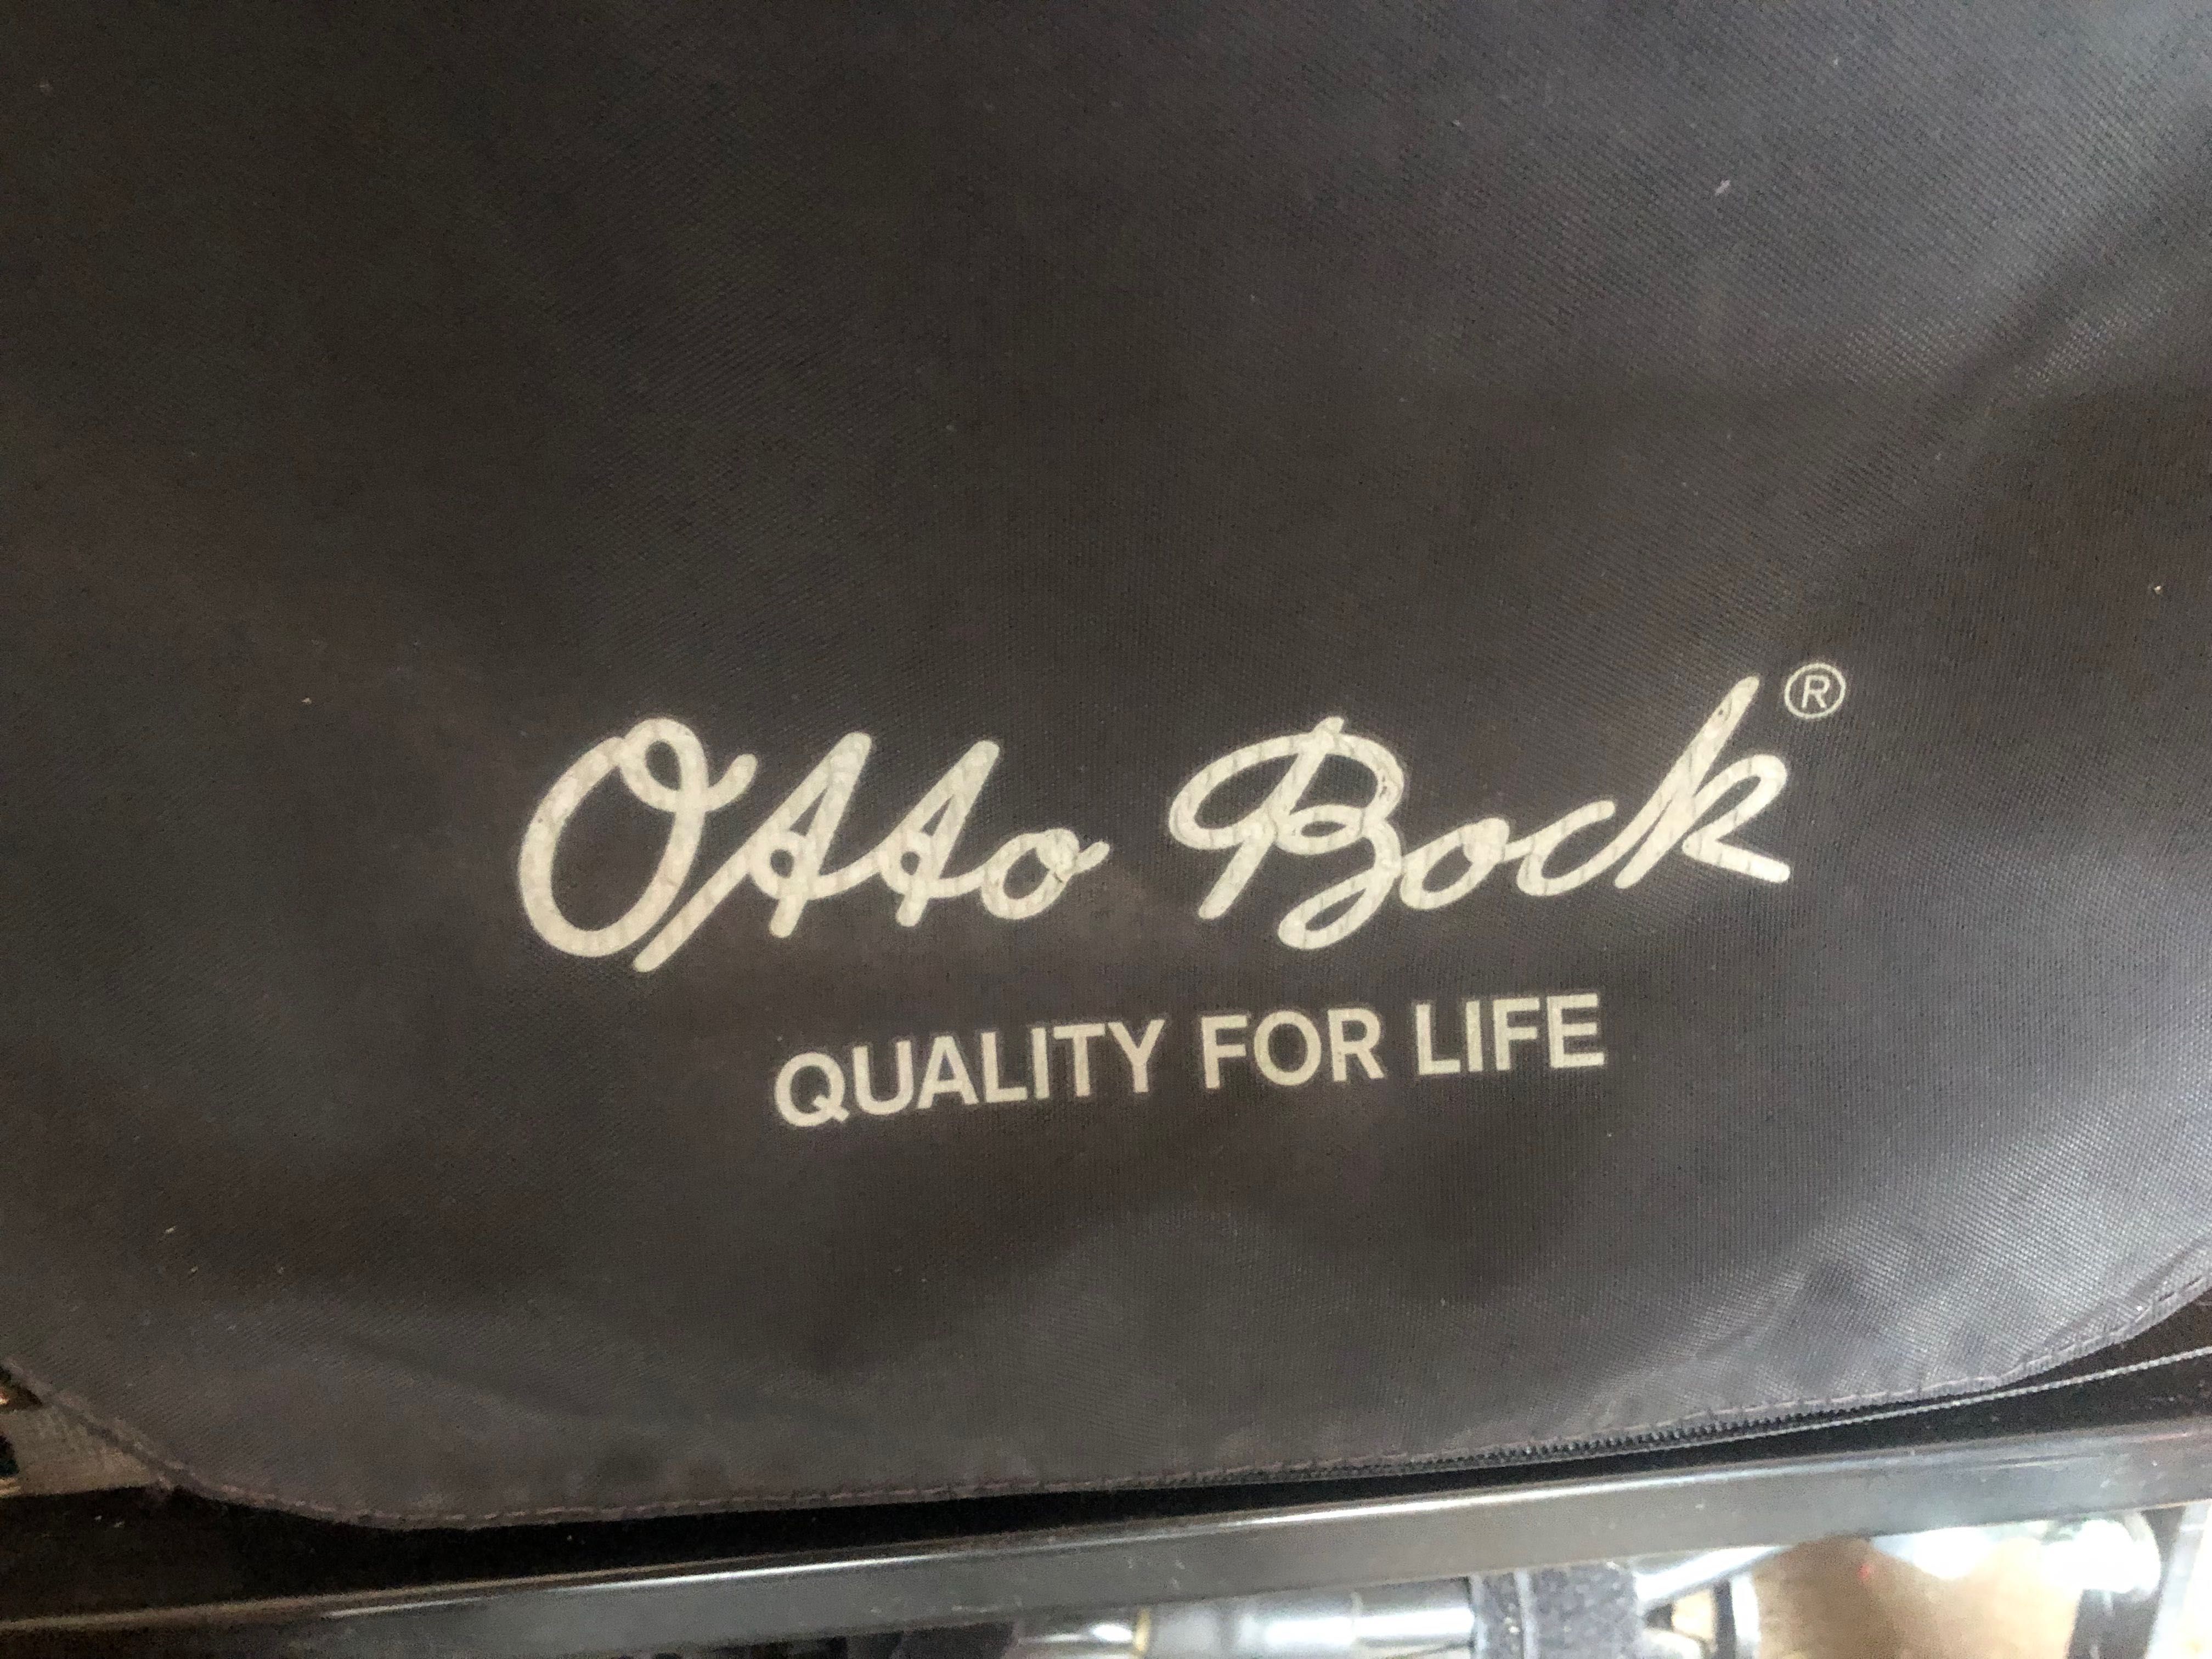 Otto Bock®
QUALITY FOR LIFE